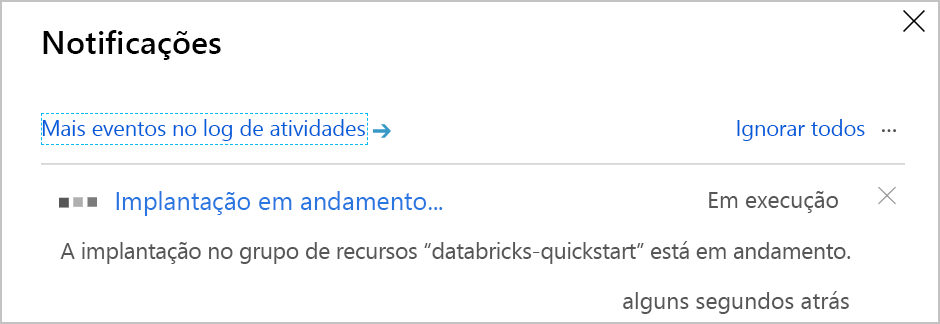 Notificações
Mais eventos no log de atividades
Ignorar todos ...
Implantação em andamento... Em execução
A implantação no grupo de recursos “databricks-quickstart” está em andamento.
alguns segundos atrás